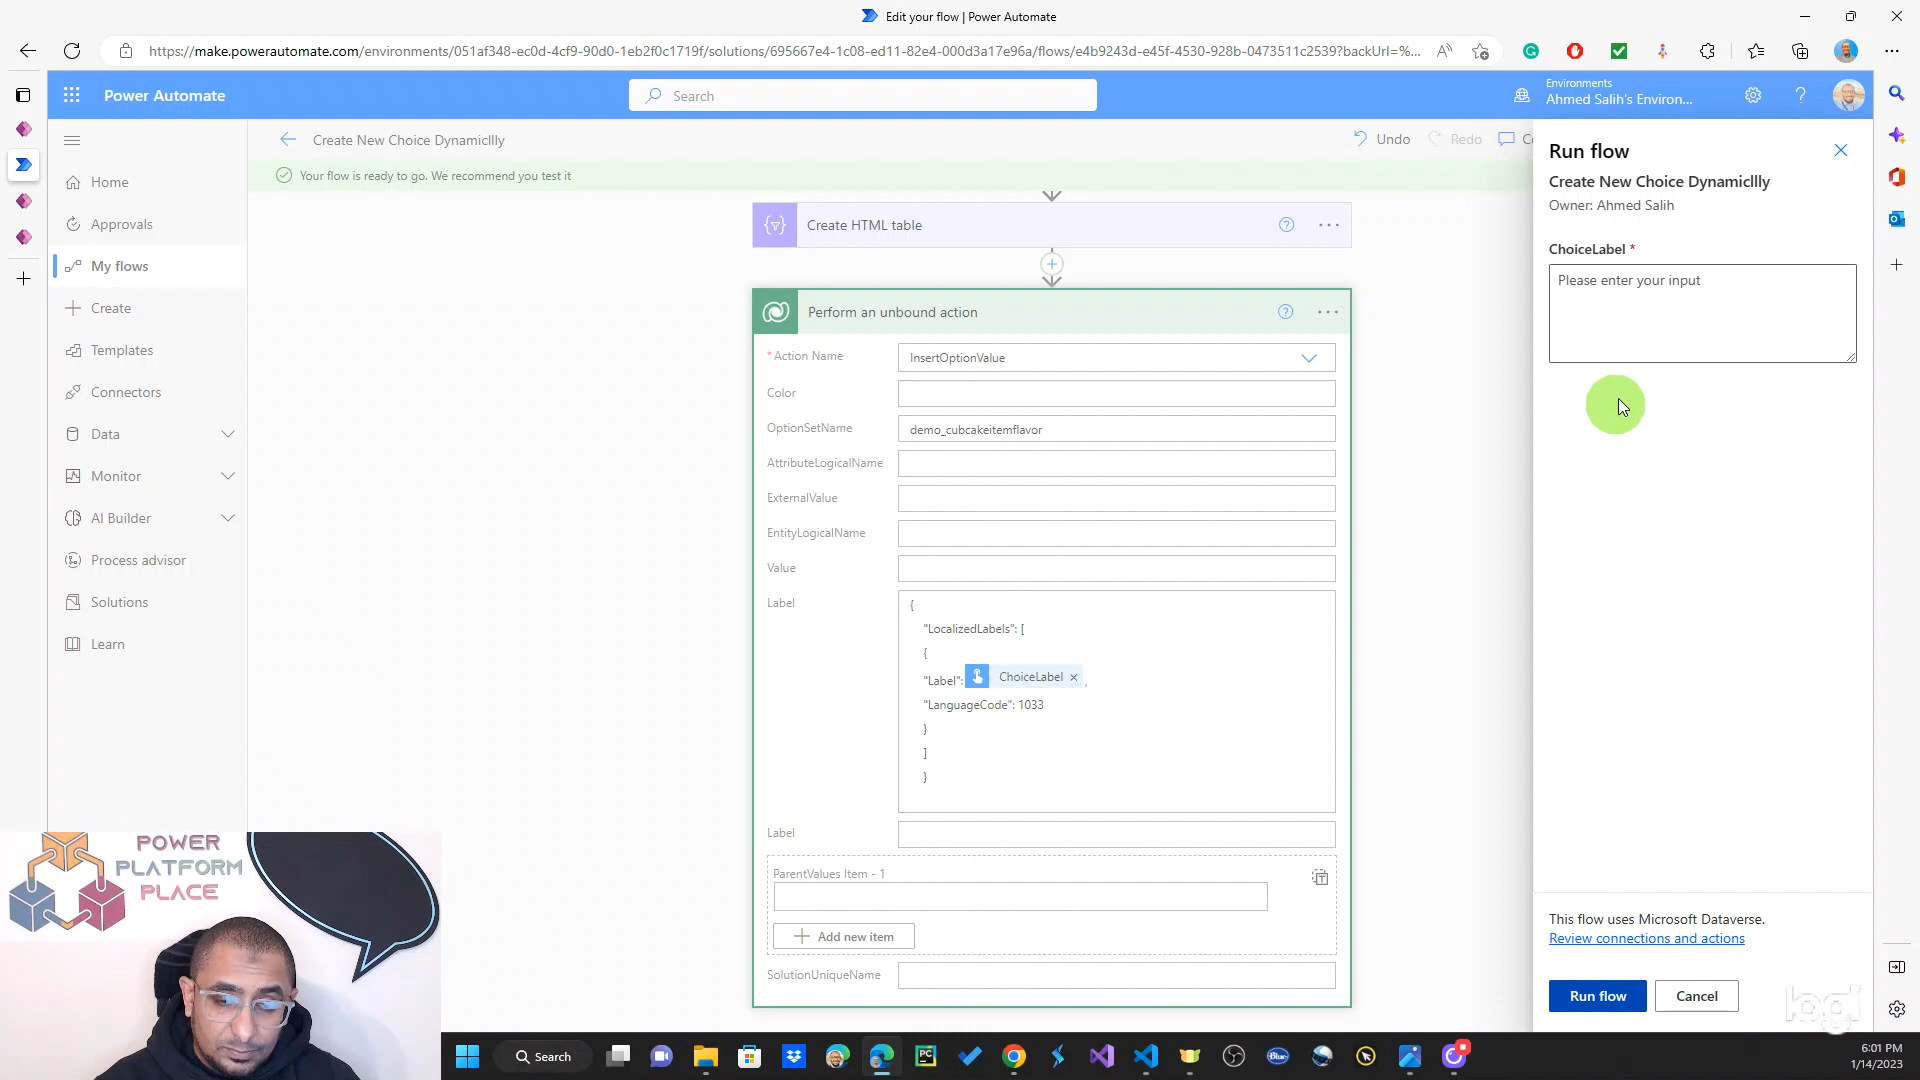 Edit your flow | Power Automate
https://make.powerautomate.com/environments/051af348-ec0d-4cf9-90d0-1eb2f0c1719f/solutions/695667e4-1c08-ed11-82e4-000d3a17e96a/flows/e4b9243d-e45f-4530-928b-0473511c2539?backUrl=%...
Power Automate
Search
Environments
Ahmed Salih's Environ...
Create New Choice Dynamicllly
Undo
Redo
Your flow is ready to go. We recommend you test it
Home
Approvals
My flows
Create
Templates
Connectors
Data
Monitor
AI Builder
Process advisor
Solutions
Learn
Create HTML table
Perform an unbound action
* Action Name
InsertOptionValue
Color
OptionSetName
demo_cubcakeitemflavor
AttributeLogicalName
ExternalValue
EntityLogicalName
Value
Label
{
"LocalizedLabels": [
{
"Label": ChoiceLabel × ,
"LanguageCode": 1033
}
]
}
Label
ParentValues Item - 1
Add new item
SolutionUniqueName
Run flow
Create New Choice Dynamicllly
Owner: Ahmed Salih
ChoiceLabel *
Please enter your input
This flow uses Microsoft Dataverse.
Review connections and actions
Run flow
Cancel
logi
POWER
PLATFORM
PLACE
Search
6:01 PM
1/14/2023